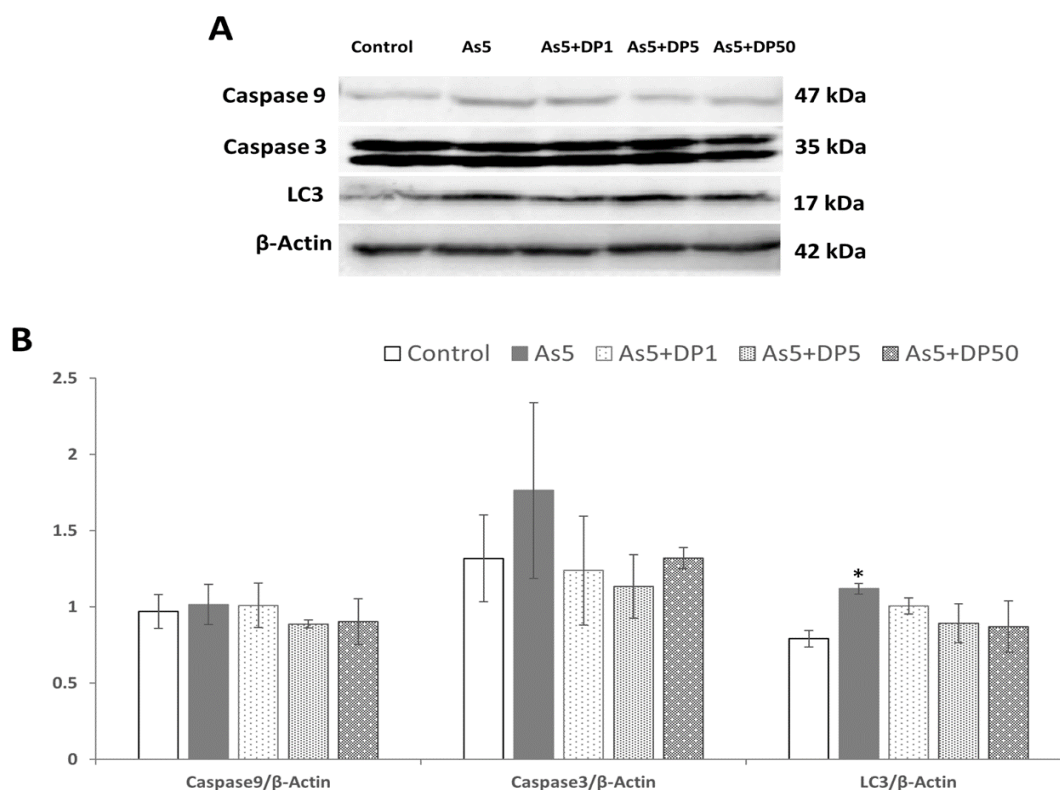 A
Control As5 As5+DP1 As5+DP5 As5+DP50
Caspase 9 47 kDa
Caspase 3 35 kDa
LC3 17 kDa
β-Actin 42 kDa
B
Control As5 As5+DP1 As5+DP5 As5+DP50
2.5
2
1.5
*
1
0.5
0
Caspase9/β-Actin Caspase3/β-Actin LC3/β-Actin